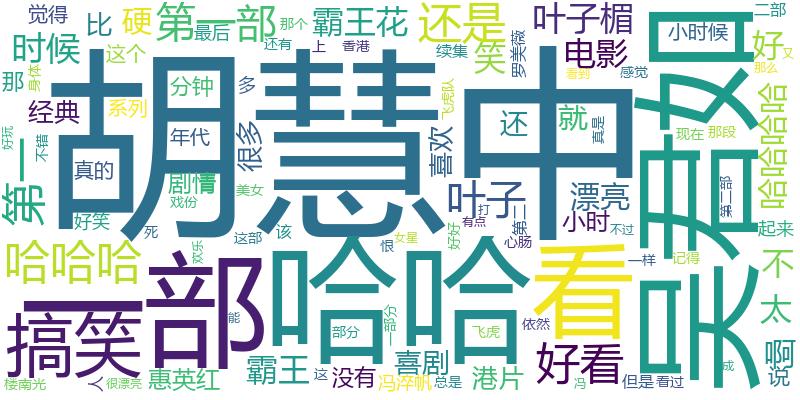 觉得
比
硬
第一部
最后
那个
霸王花
还是
叶子楣
小时候
二部
时候
这个
还有
上
香港
续集
笑
罗美薇
电影
好
又
那
身体
分钟
多
看到
感觉
那么
经典
系列
胡慧中
吴君如
飞虎队
还
就
真是
哈哈哈哈
好玩
不错
第一
年代
很多
喜欢
现在
那段
真的
剧情
戏份
美女
叶子
漂亮
第二部
好笑
死
这部
该
有点
打
第二
小时
不过
起来
哈哈哈
欢乐
恨
女星
好好
心肠
一样
记得
不
一部
哈哈
看
太
搞笑
能
部分
一部分
飞虎
依然
成
啊
楼南光
人
很漂亮
惠英红
霸王
这
没有
喜剧
冯淬帆
总是
港片
好看
冯
但是
看过
说